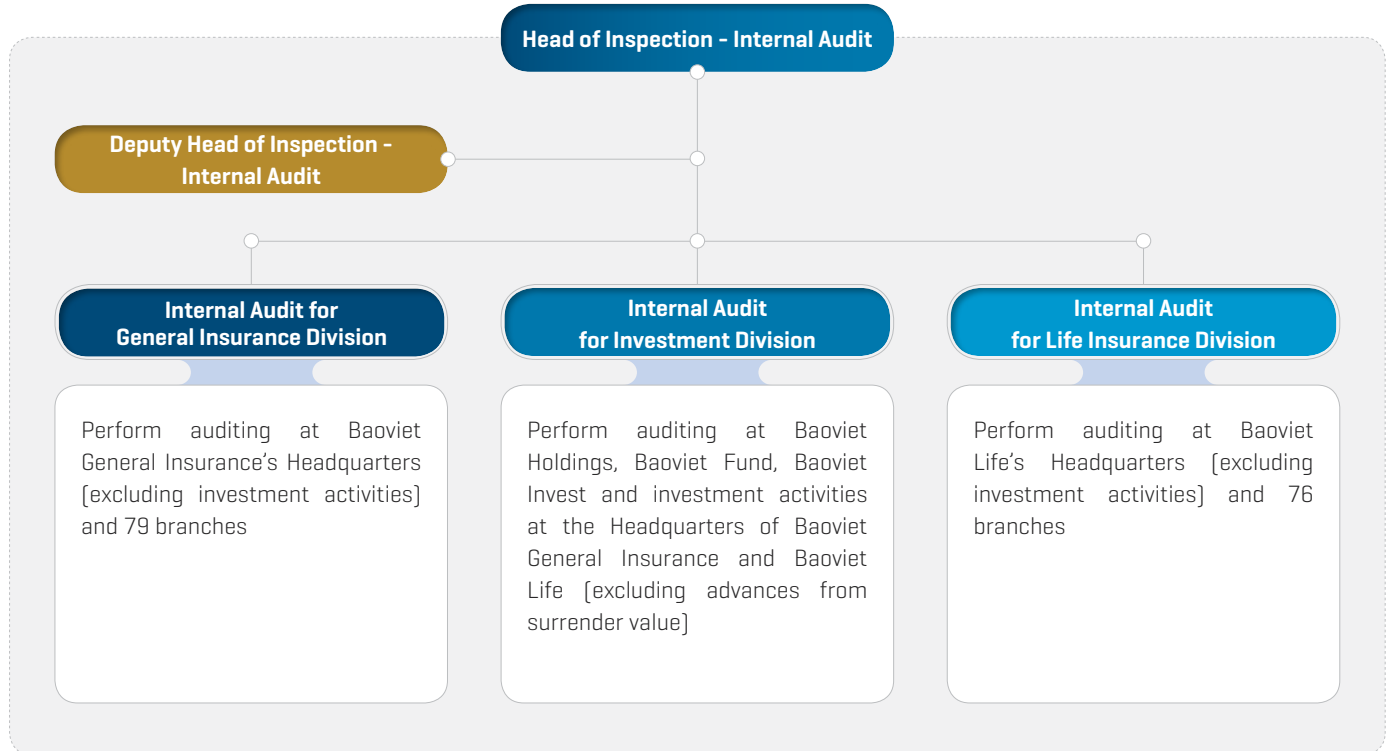 Head of Inspection - Internal Audit
Deputy Head of Inspection -
Internal Audit
Internal Audit for
General Insurance Division
Perform auditing at Baoviet
General Insurance's Headquarters
(excluding investment activities)
and 79 branches
Internal Audit
for Investment Division
Perform auditing at Baoviet
Holdings, Baoviet Fund, Baoviet
Invest and investment activities
at the Headquarters of Baoviet
General Insurance and Baoviet
Life (excluding advances from
surrender value)
Internal Audit
for Life Insurance Division
Perform auditing at Baoviet
Life's Headquarters (excluding
investment activities) and 76
branches